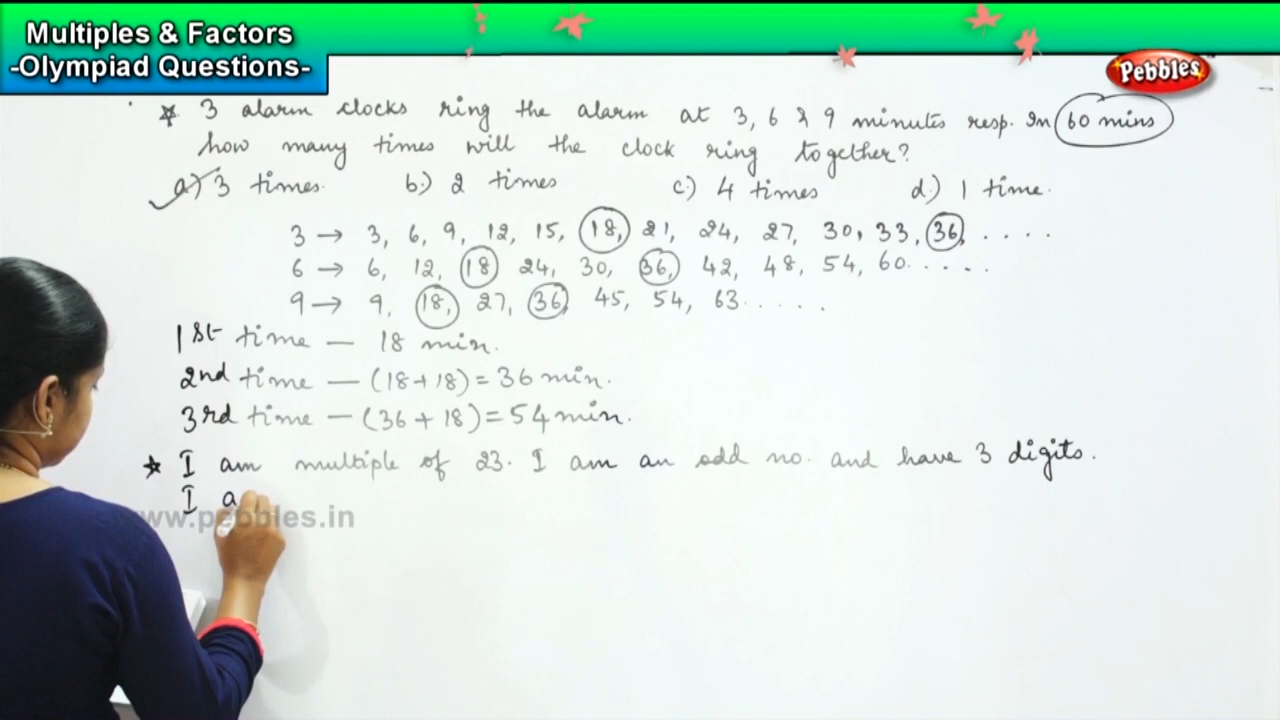 Multiples & Factors
-Olympiad Questions-
Pebbles
★ 3 alarm clocks ring the alarm at 3, 6 & 9 minutes resp. In 60 mins
how many times will the clock ring together?
a) 3 times. b.) 2 times c.) 4 times d.) 1 time.
3 → 3, 6, 9, 12, 15, 18, 21, 24, 27, 30, 33, 36, ....
6 → 6, 12, 18 24, 30, 36, 42, 48, 54, 60.....
9 → 9, 18, 27, 36, 45, 54, 63.....
1st time — 18 min.
2nd time — (18+18) = 36 min.
3rd time — (36 + 18) = 54 min.
★ I am multiple of 23. I am an odd no. and have 3 digits.
I a
www.pebbles.in